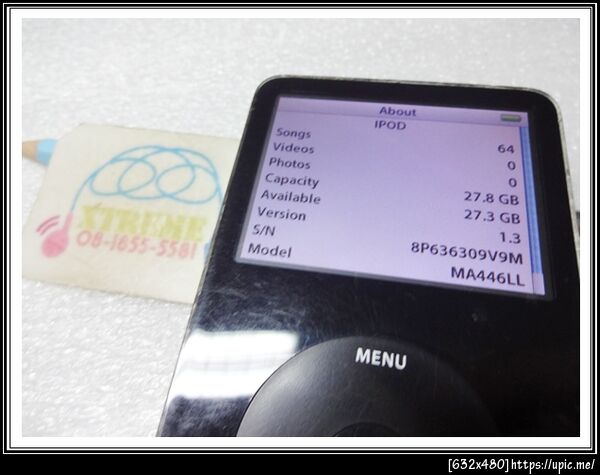 About
IPOD
Songs 64
Videos 0
Photos 0
Capacity 27.8 GB
Available 27.3 GB
Version 1.3
S/N 8P636309V9M
Model MA446LL
MENU
XTREME
08-1655-5581
[632x480]https://upic.me/